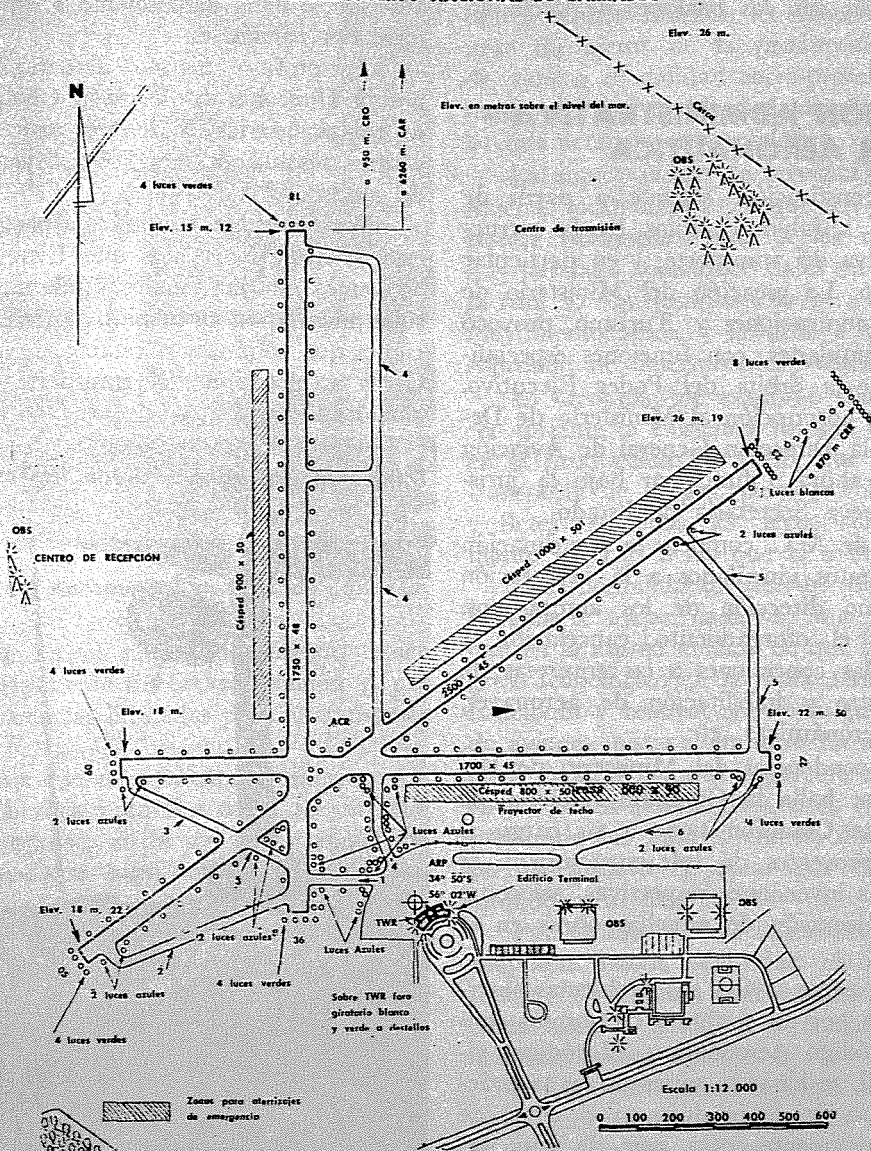 Elev. 26 m.
N
Elev. en metros sobre el nivel del mar.
Cerca
a 950 m. CRO
a 4260 m. CAR
OBS
4 luces verdes
18
Elev. 15 m. 12
Centro de trasmisión
4
8 luces verdes
Elev. 26 m. 19
23
a 870 m CRR
Luces blancas
2 luces azules
OBS
CENTRO DE RECEPCIÓN
Césped 900 x 50
Césped 1000 x 50
5
4
1750 x 48
2500 x 45
4 luces verdes
Elev. 18 m.
ACR
5
Elev. 22 m. 50
09
1700 x 45
27
Césped 800 x 50
Proyector de techo
4 luces verdes
2 luces azules
3
Luces Azules
6
2 luces azules
4
ARP
34° 50'S
56° 02'W
Edificio Terminal
3
1
Elev. 18 m. 22
TWR
OBS
OBS
2 luces azules
36
Luces Azules
2
2 luces azules
05
4 luces verdes
4 luces verdes
Sobre TWR faro
giratorio blanco
y verde a destellos
Zonas para aterrizajes
de emergencia
Escala 1:12.000
0 100 200 300 400 500 600